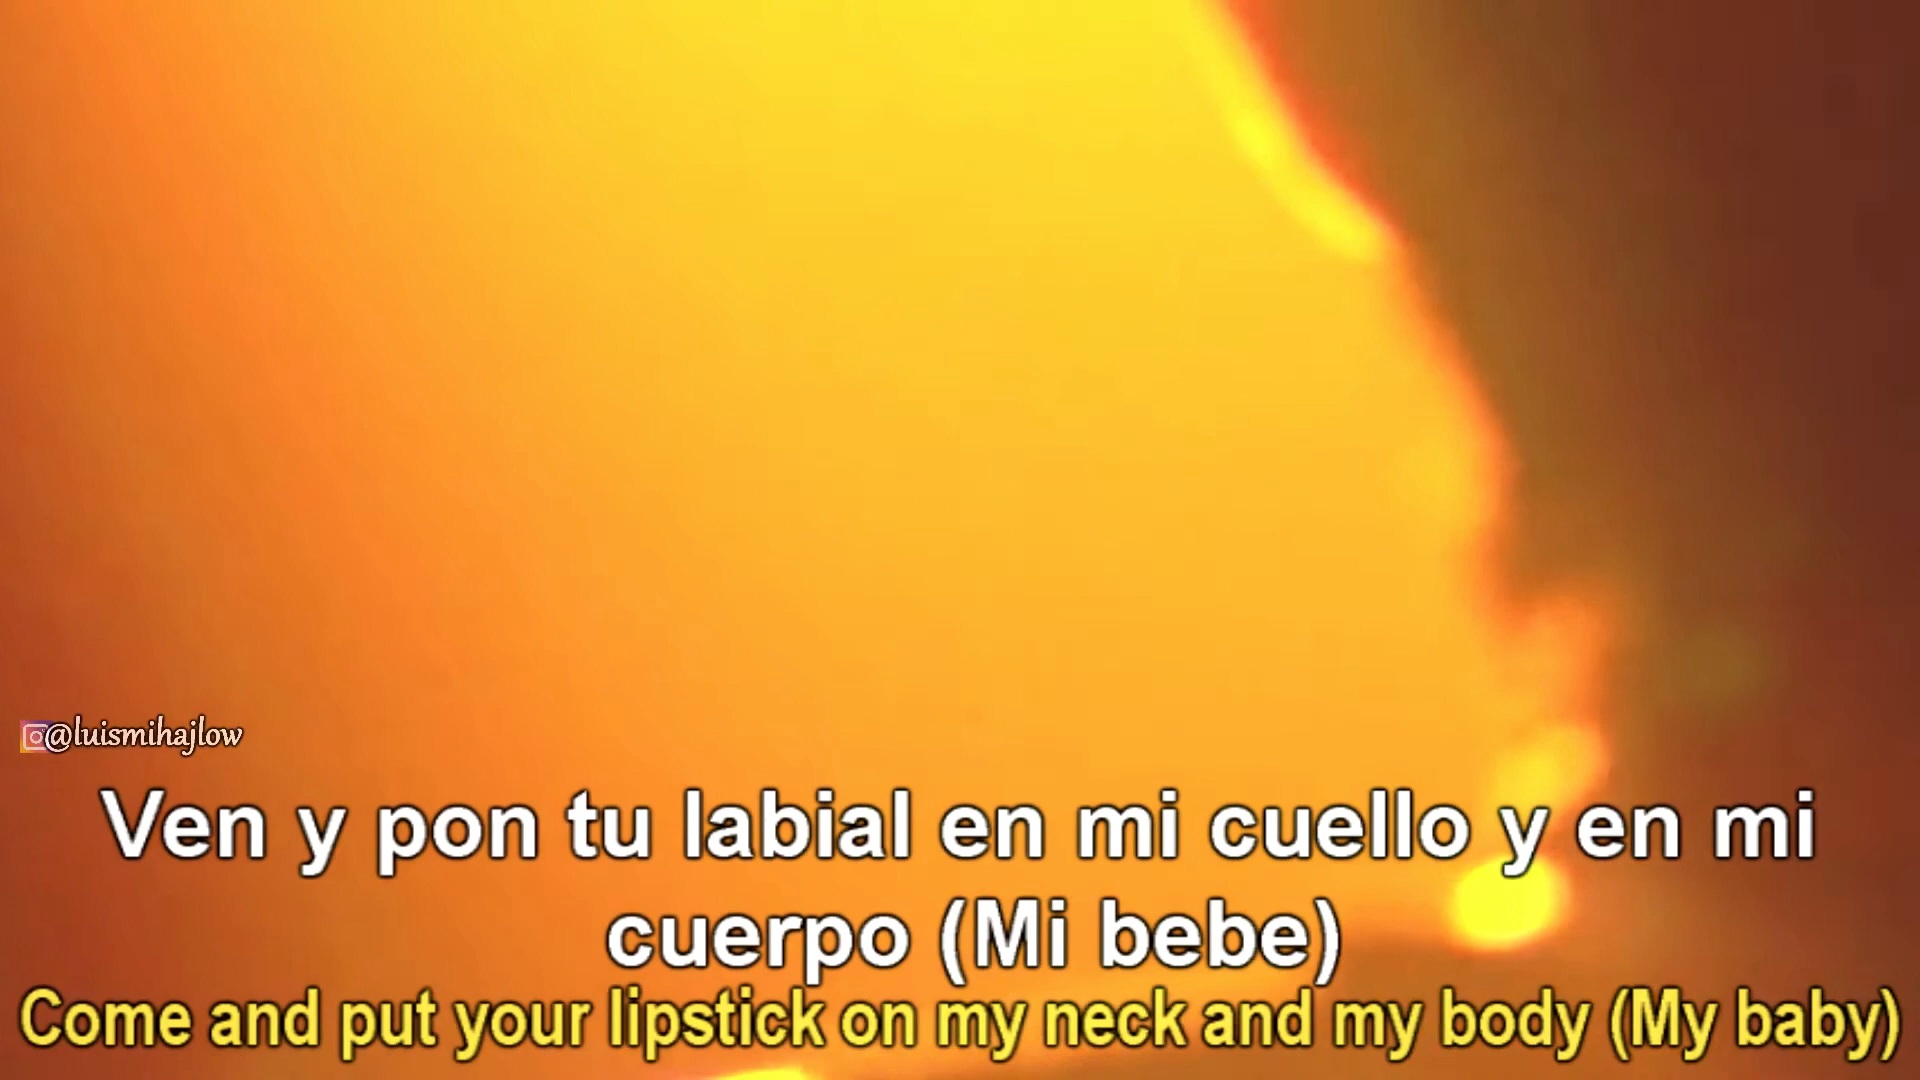 @luismihajlow
Ven y pon tu labial en mi cuello y en mi
cuerpo (Mi bebe)
Come and put your lipstick on my neck and my body (My baby)